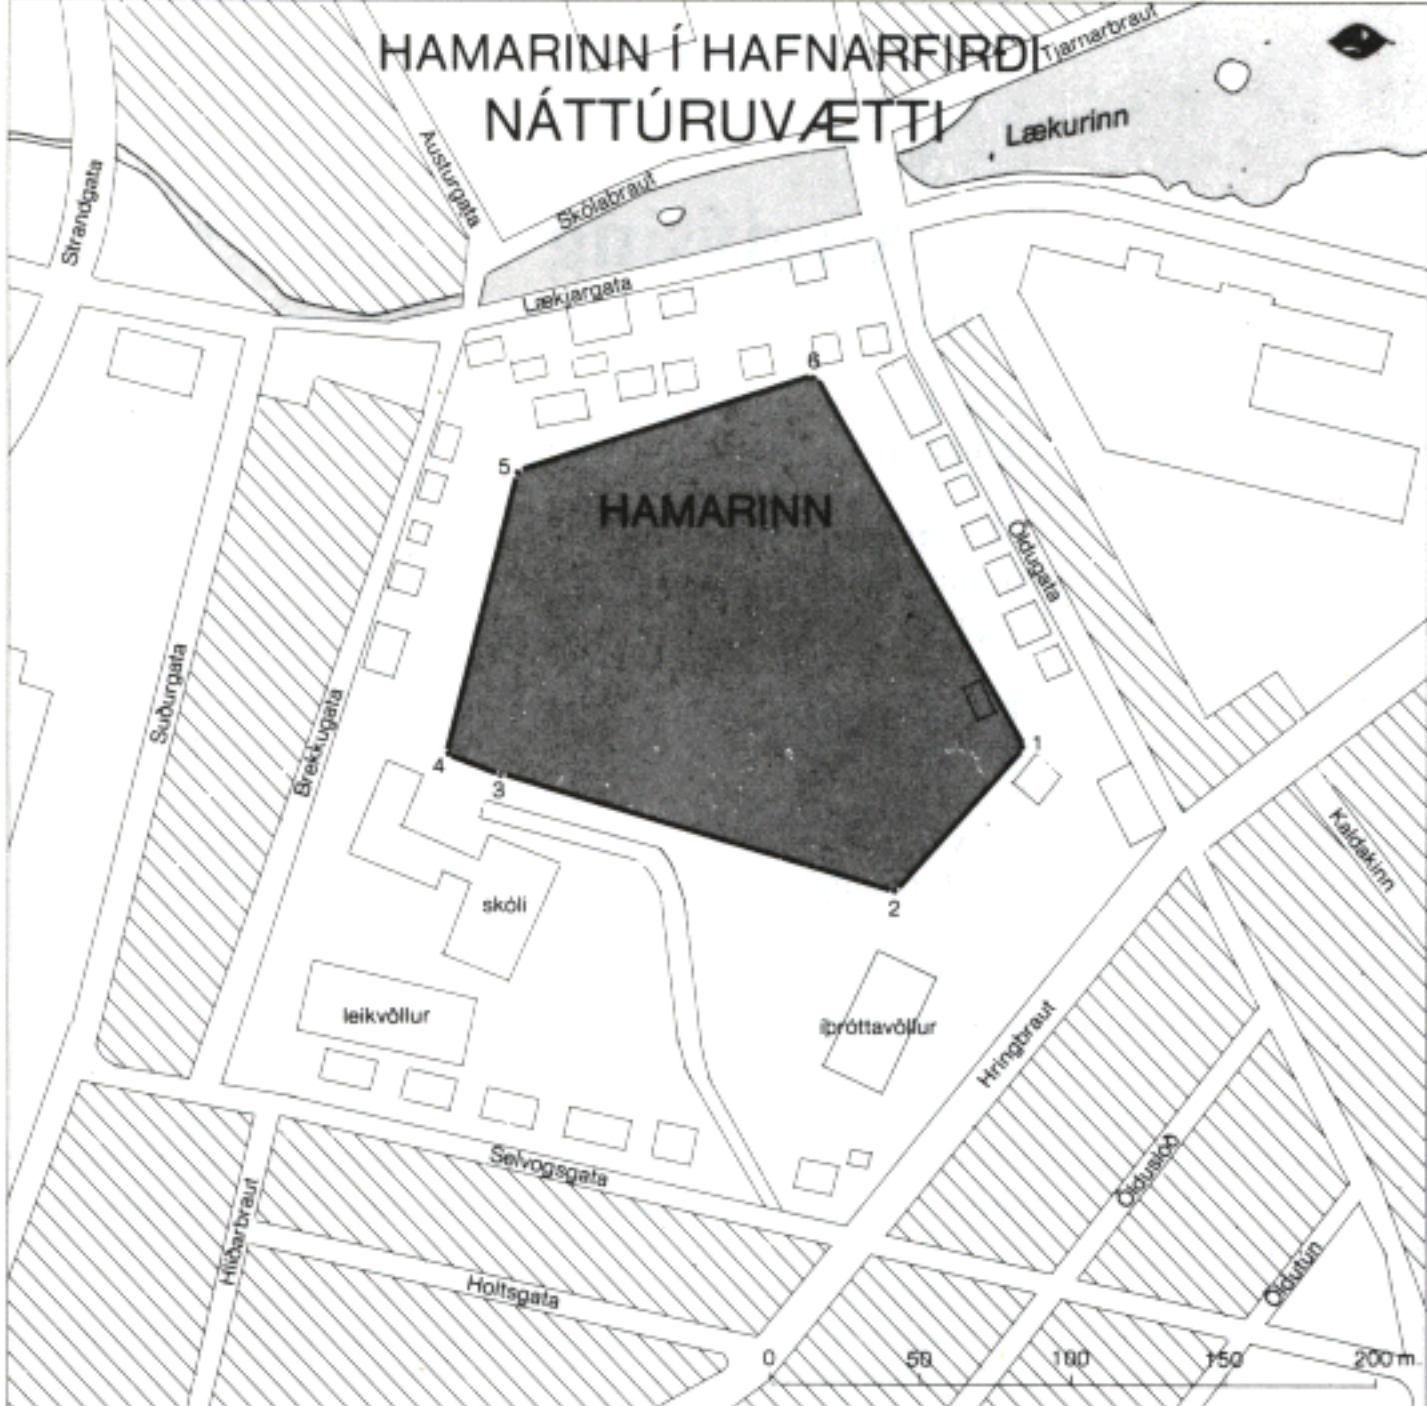 HAMARINN Í HAFNARFIRÐI
NÁTTÚRUVÆTTI
Tjarnarbraut
Lækurinn
Austurgata
Skólabraut
Strandgata
Lækjargata
6
5
HAMARINN
Öldugata
Suðurgata
Brekkugata
1
4
3
Kaldakinn
2
skóli
leikvöllur
íþróttavöllur
Hringbraut
Selvogsgata
Ölduslóð
Hlíðarbraut
Holtsgata
Öldutún
0 50 100 150 200 m.